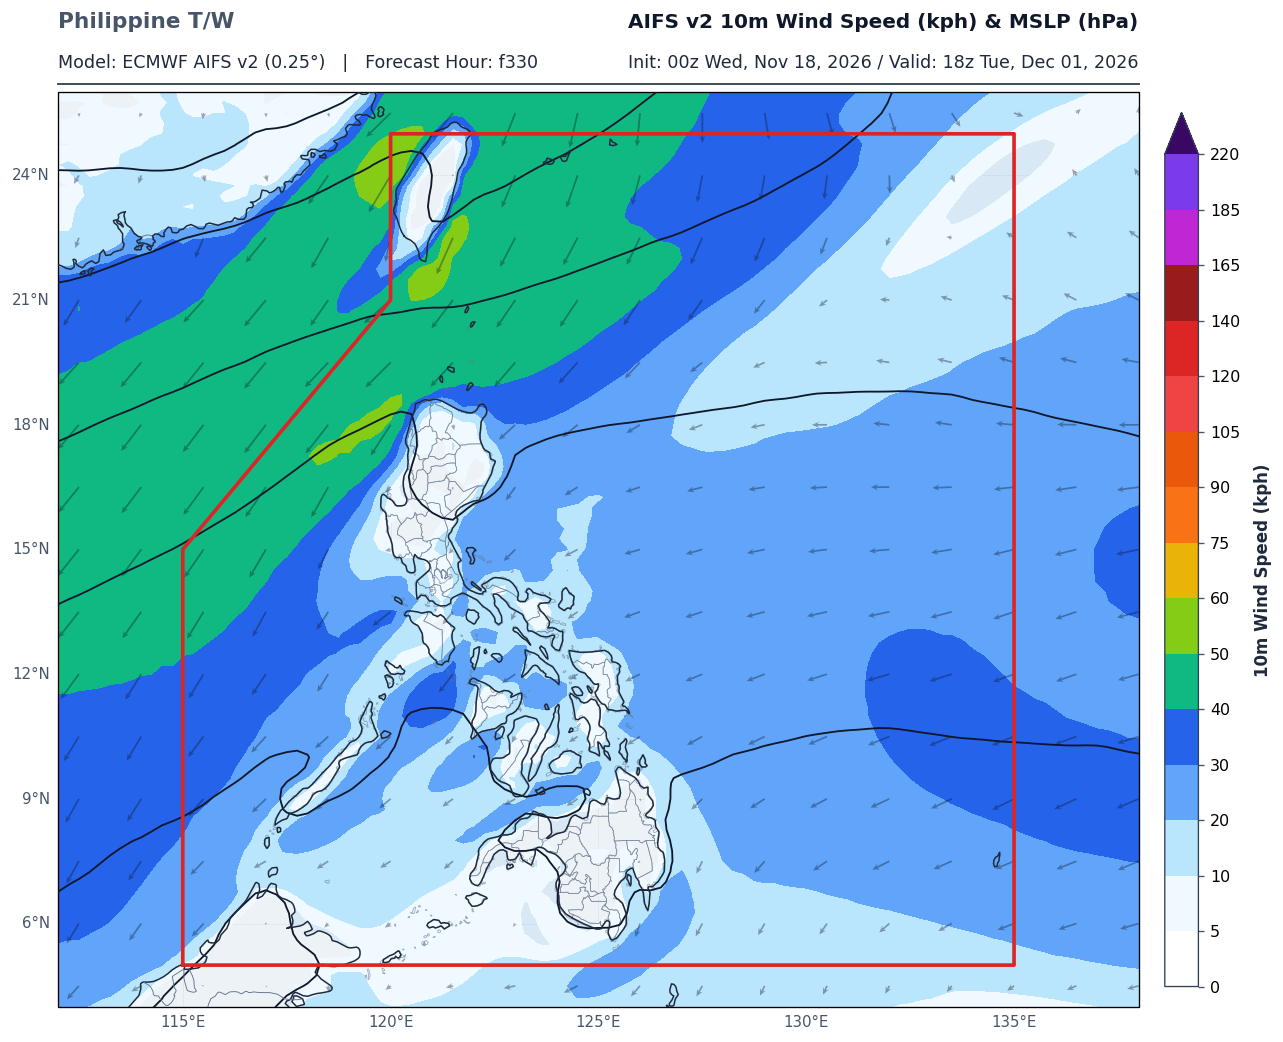 Philippine T/W
AIFS v2 10m Wind Speed (kph) & MSLP (hPa)
Model: ECMWF AIFS v2 (0.25°) | Forecast Hour: f330
Init: 00z Wed, Nov 18, 2026 / Valid: 18z Tue, Dec 01, 2026
24°N
21°N
18°N
15°N
12°N
9°N
6°N
115°E
120°E
125°E
130°E
135°E
220
185
165
140
120
105
90
75
60
50
40
30
20
10
5
0
10m Wind Speed (kph)